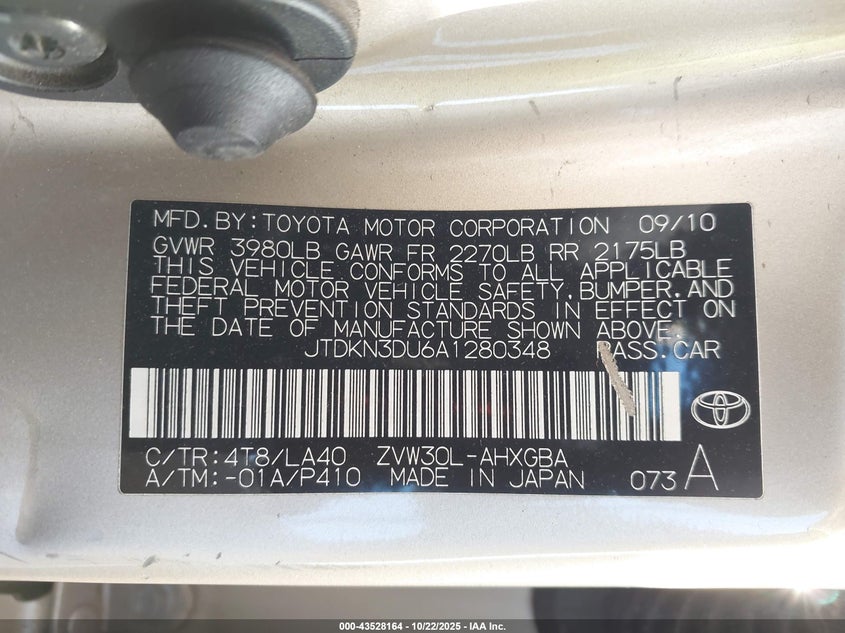 MFD. BY: TOYOTA MOTOR CORPORATION 09/10
GVWR 3980LB GAWR FR 2270LB RR 2175LB
THIS VEHICLE CONFORMS TO ALL APPLICABLE
FEDERAL MOTOR VEHICLE SAFETY, BUMPER, AND
THEFT PREVENTION STANDARDS IN EFFECT ON
THE DATE OF MANUFACTURE SHOWN ABOVE.
JTDKN3DU6A1280348 PASS. CAR
C/TR: 4T8/LA40 ZVW30L-AHXGBA
A/TM: -01A/P410 MADE IN JAPAN 073 A
000-43528164 - 10/22/2025 - IAA Inc.